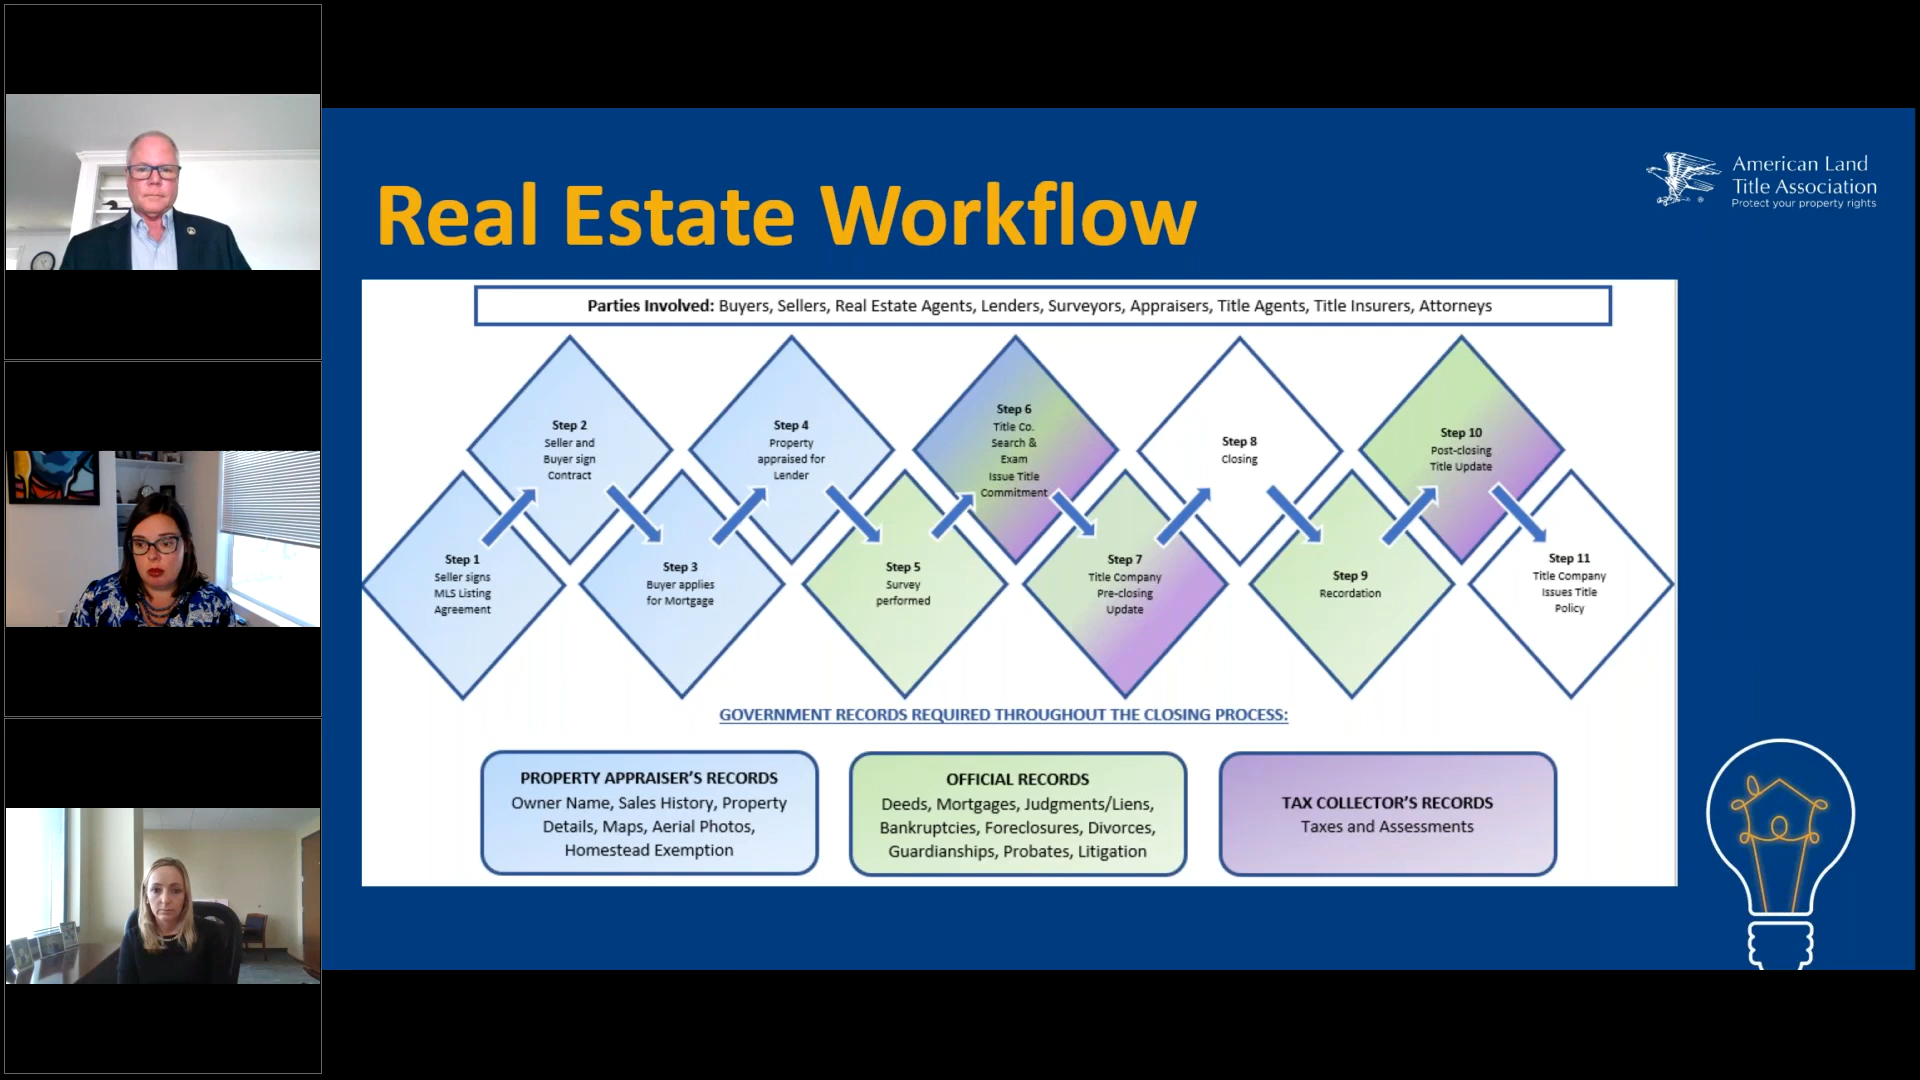 American Land
Title Association
Protect your property rights
Real Estate Workflow
Parties Involved: Buyers, Sellers, Real Estate Agents, Lenders, Surveyors, Appraisers, Title Agents, Title Insurers, Attorneys
Step 1
Seller signs
MLS Listing
Agreement
Step 2
Seller and
Buyer sign
Contract
Step 3
Buyer applies
for Mortgage
Step 4
Property
appraised for
Lender
Step 5
Survey
performed
Step 6
Title Co.
Search &
Exam
Issue Title
Commitment
Step 7
Title Company
Pre-closing
Update
Step 8
Closing
Step 9
Recordation
Step 10
Post-closing
Title Update
Step 11
Title Company
Issues Title
Policy
GOVERNMENT RECORDS REQUIRED THROUGHOUT THE CLOSING PROCESS:
PROPERTY APPRAISER'S RECORDS
Owner Name, Sales History, Property
Details, Maps, Aerial Photos,
Homestead Exemption
OFFICIAL RECORDS
Deeds, Mortgages, Judgments/Liens,
Bankruptcies, Foreclosures, Divorces,
Guardianships, Probates, Litigation
TAX COLLECTOR'S RECORDS
Taxes and Assessments